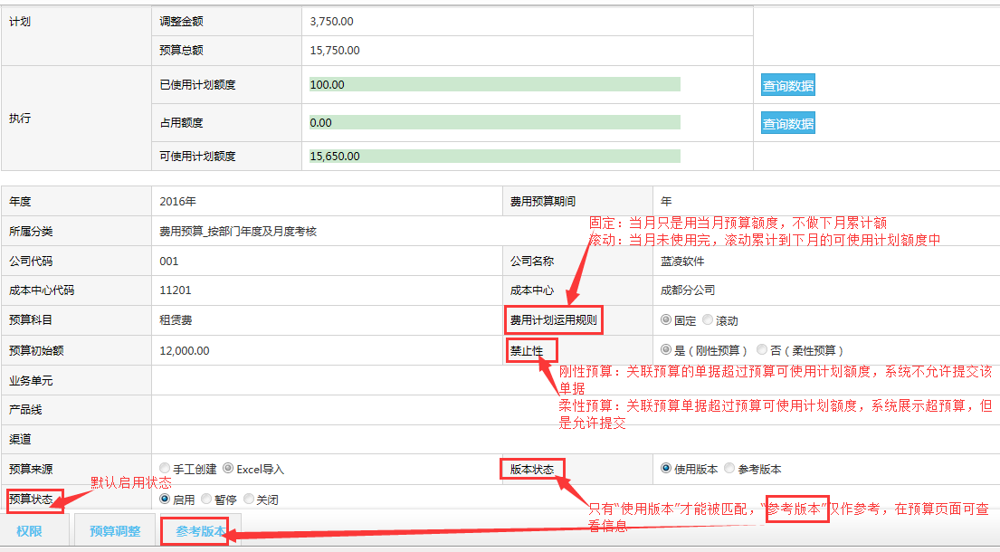 计划 调整金额 3,750.00
预算总额 15,750.00
执行 已使用计划额度 100.00 查询数据
占用额度 0.00 查询数据
可使用计划额度 15,650.00
年度 2016年 费用预算期间 年
固定：当月只是用当月预算额度，不做下月累计额
所属分类 费用预算_按部门年度及月度考核
滚动：当月未使用完，滚动累计到下月的可使用计划额度中
公司代码 001 公司名称 蓝凌软件
成本中心代码 11201 成本中心 成都分公司
预算科目 租赁费 费用计划运用规则 固定 滚动
预算初始额 12,000.00 禁止性 是（刚性预算） 否（柔性预算）
刚性预算：关联预算的单据超过预算可使用计划额度，系统不允许提交该
业务单元
单据
柔性预算：关联预算单据超过预算可使用计划额度，系统展示超预算，但
产品线
是允许提交
渠道
预算来源 手工创建 Excel导入 版本状态 使用版本 参考版本
默认启用状态
预算状态 启用 暂停 关闭
只有“使用版本”才能被匹配，“参考版本”仅作参考，在预算页面可查
看信息
权限 预算调整 参考版本